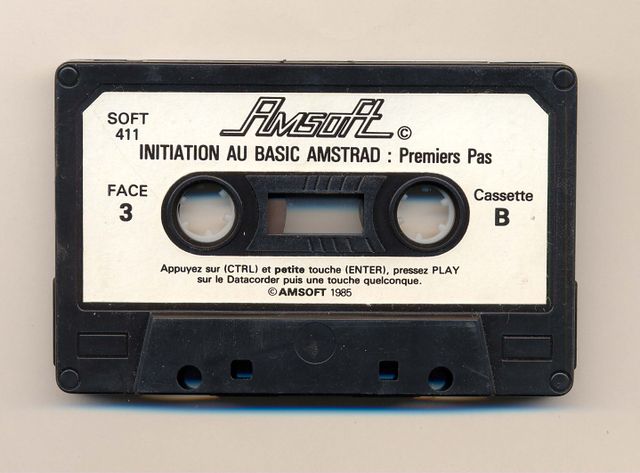 SOFT
411
Amsoft ©
INITIATION AU BASIC AMSTRAD : Premiers Pas
FACE
3
Cassette
B
Appuyez sur (CTRL) et petite touche (ENTER), pressez PLAY
sur le Datacorder puis une touche quelconque.
© AMSOFT 1985